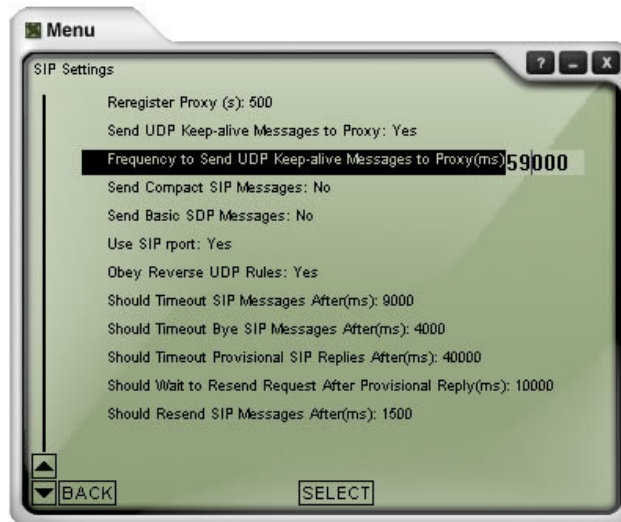 Menu
? – X
SIP Settings
Reregister Proxy (s): 500
Send UDP Keep-alive Messages to Proxy: Yes
Frequency to Send UDP Keep-alive Messages to Proxy(ms) 59000
Send Compact SIP Messages: No
Send Basic SDP Messages: No
Use SIP rport: Yes
Obey Reverse UDP Rules: Yes
Should Timeout SIP Messages After(ms): 9000
Should Timeout Bye SIP Messages After(ms): 4000
Should Timeout Provisional SIP Replies After(ms): 40000
Should Wait to Resend Request After Provisional Reply(ms): 10000
Should Resend SIP Messages After(ms): 1500
BACK SELECT